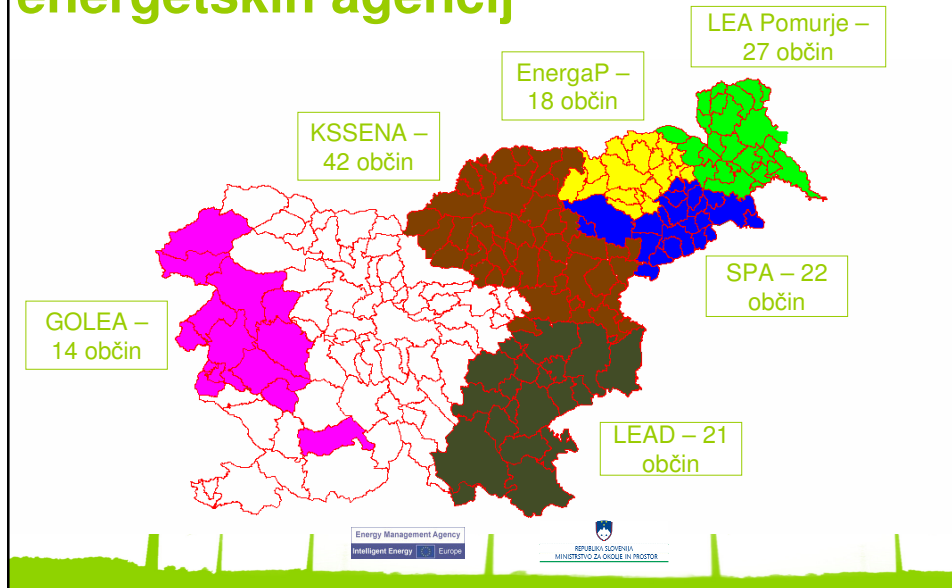 energetskih agencij
LEA Pomurje –
27 občin
EnergaP –
18 občin
KSSENA –
42 občin
SPA – 22
občin
GOLEA –
14 občin
LEAD – 21
občin
Energy Management Agency
Intelligent Energy Europe
REPUBLIKA SLOVENIJA
MINISTRSTVO ZA OKOLJE IN PROSTOR